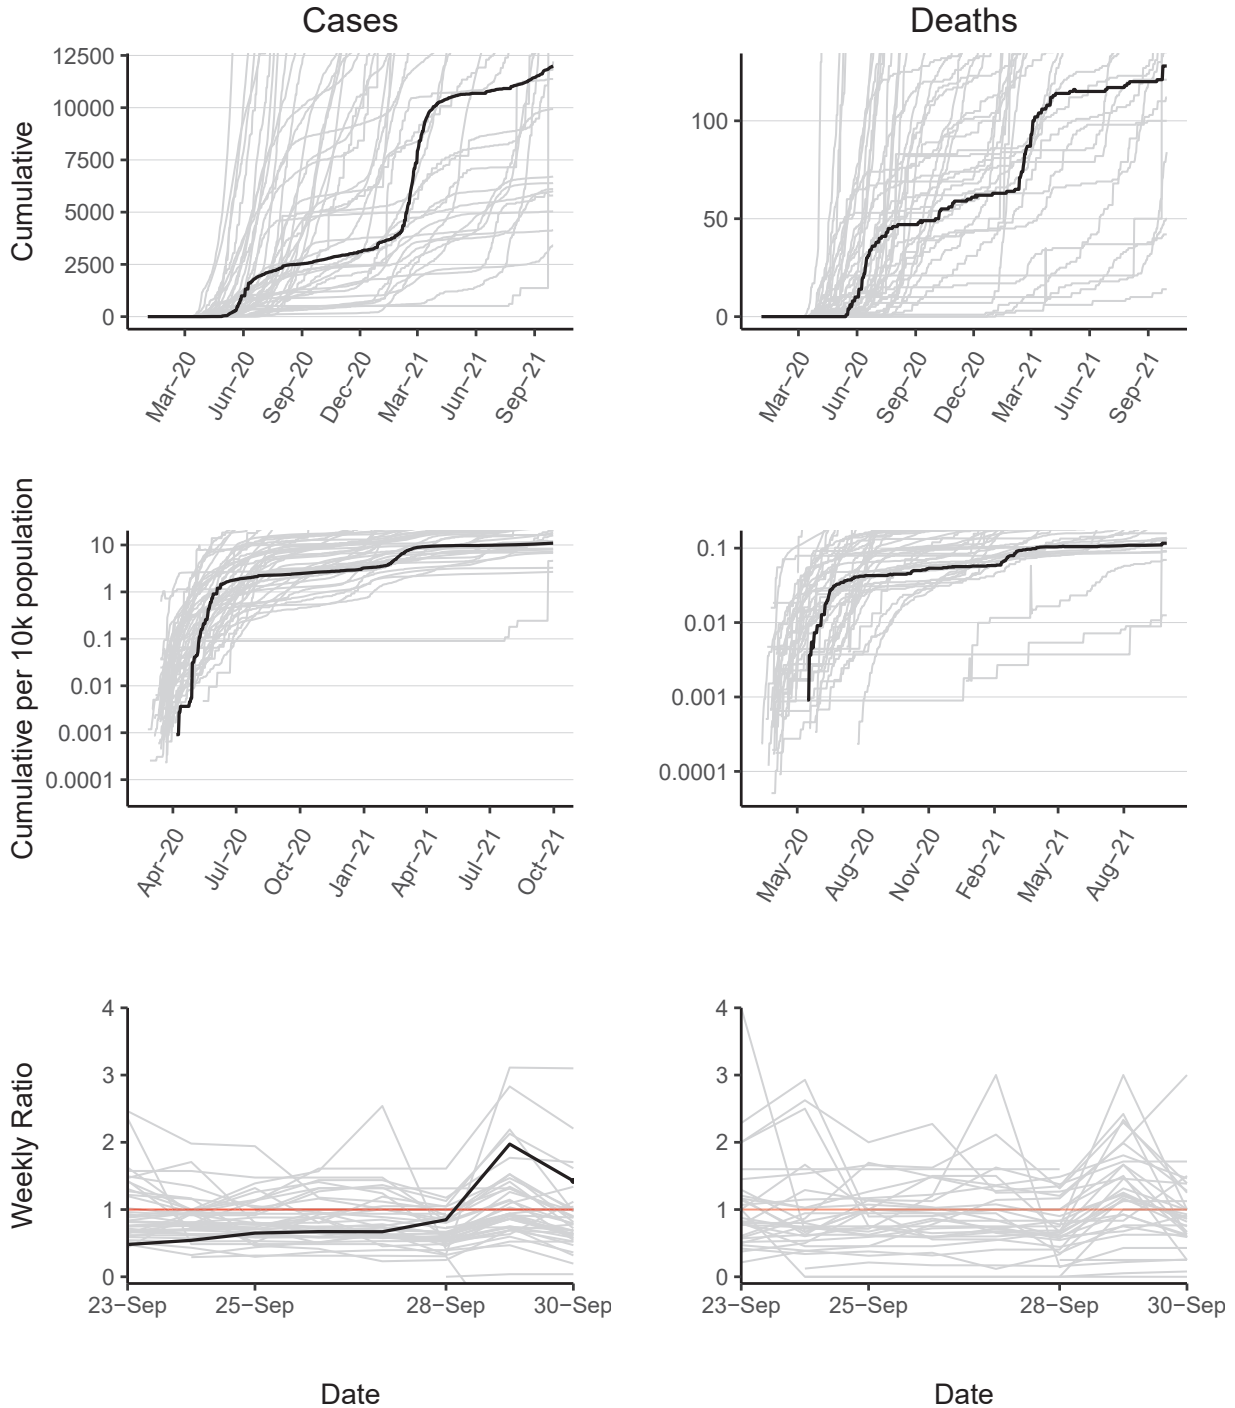 Cases
Deaths
Cumulative
12500
10000
7500
5000
2500
0
Mar−20
Jun−20
Sep−20
Dec−20
Mar−21
Jun−21
Sep−21
100
50
0
Mar−20
Jun−20
Sep−20
Dec−20
Mar−21
Jun−21
Sep−21
Cumulative per 10k population
10
1
0.1
0.01
0.001
0.0001
Apr−20
Jul−20
Oct−20
Jan−21
Apr−21
Jul−21
Oct−21
0.1
0.01
0.001
0.0001
May−20
Aug−20
Nov−20
Feb−21
May−21
Aug−21
Weekly Ratio
4
3
2
1
0
23−Sep
25−Sep
28−Sep
30−Sep
4
3
2
1
0
23−Sep
25−Sep
28−Sep
30−Sep
Date
Date